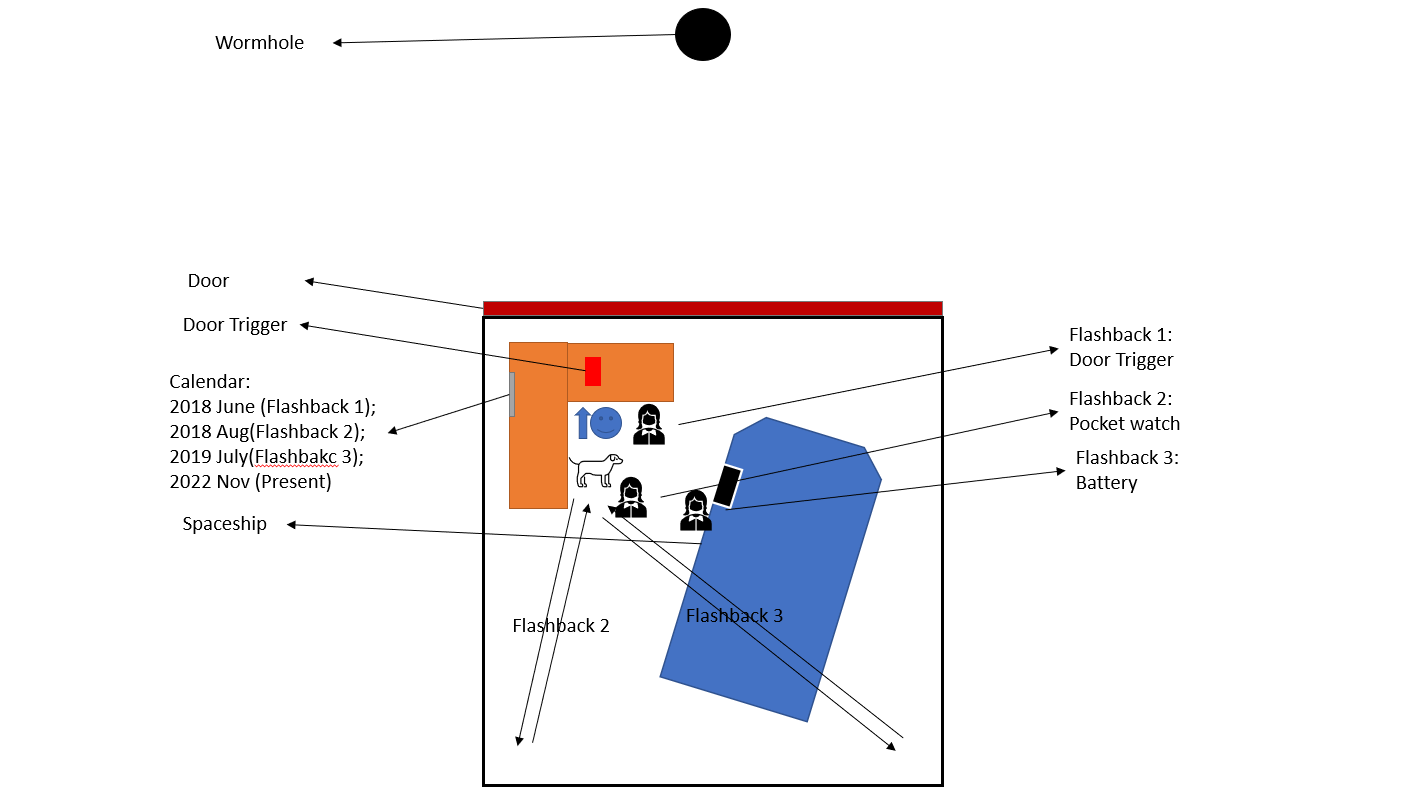 Wormhole
Door
Door Trigger
Calendar:
2018 June (Flashback 1);
2018 Aug(Flashback 2);
2019 July(Flashbakc 3);
2022 Nov (Present)
Spaceship
Flashback 1:
Door Trigger
Flashback 2:
Pocket watch
Flashback 3:
Battery
Flashback 2
Flashback 3